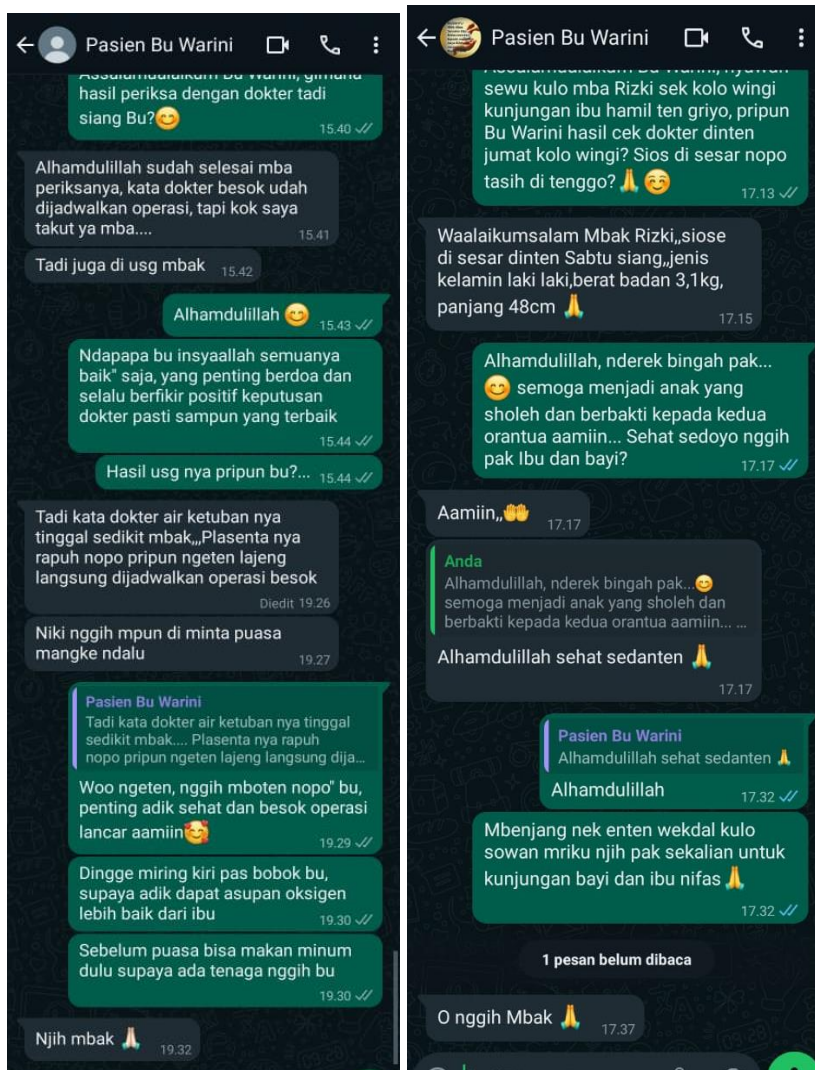 Pasien Bu Warini
Assalamualaikum Bu Warini, gimana
hasil periksa dengan dokter tadi
siang Bu?😊
15.40
Alhamdulillah sudah selesai mba
periksanya, kata dokter besok udah
dijadwalkan operasi, tapi kok saya
takut ya mba....
15.41
Tadi juga di usg mbak
15.42
Alhamdulillah 😊
15.43
Ndapapa bu insyaallah semuanya
baik" saja, yang penting berdoa dan
selalu berfikir positif keputusan
dokter pasti sampun yang terbaik
15.44
Hasil usg nya pripun bu?...
15.44
Tadi kata dokter air ketuban nya
tinggal sedikit mbak,,,Plasenta nya
rapuh nopo pripun ngeten lajeng
langsung dijadwalkan operasi besok
Diedit 19.26
Niki nggih mpun di minta puasa
mangke ndalu
19.27
Pasien Bu Warini
Tadi kata dokter air ketuban nya tinggal
sedikit mbak.... Plasenta nya rapuh
nopo pripun ngeten lajeng langsung dija...
Woo ngeten, nggih mboten nopo" bu,
penting adik sehat dan besok operasi
lancar aamiin🥰
19.29
Dingge miring kiri pas bobok bu,
supaya adik dapat asupan oksigen
lebih baik dari ibu
19.30
Sebelum puasa bisa makan minum
dulu supaya ada tenaga nggih bu
19.30
Njih mbak 🙏🏻
19.32
Pasien Bu Warini
Assalamualaikum Bu Warini, nyuwun
sewu kulo mba Rizki sek kolo wingi
kunjungan ibu hamil ten griyo, pripun
Bu Warini hasil cek dokter dinten
jumat kolo wingi? Sios di sesar nopo
tasih di tenggo?🙏☺️
17.13
Waalaikumsalam Mbak Rizki,,siose
di sesar dinten Sabtu siang,,jenis
kelamin laki laki,berat badan 3,1kg,
panjang 48cm 🙏
17.15
Alhamdulillah, nderek bingah pak...
😊 semoga menjadi anak yang
sholeh dan berbakti kepada kedua
orantua aamiin... Sehat sedoyo nggih
pak Ibu dan bayi?
17.17
Aamiin,,🤲
17.17
Anda
Alhamdulillah, nderek bingah pak...😊
semoga menjadi anak yang sholeh dan
berbakti kepada kedua orantua aamiin... ...
Alhamdulillah sehat sedanten 🙏
17.17
Pasien Bu Warini
Alhamdulillah sehat sedanten 🙏
Alhamdulillah
17.32
Mbenjang nek enten wekdal kulo
sowan mriku njih pak sekalian untuk
kunjungan bayi dan ibu nifas 🙏
17.32
1 pesan belum dibaca
O nggih Mbak 🙏
17.37